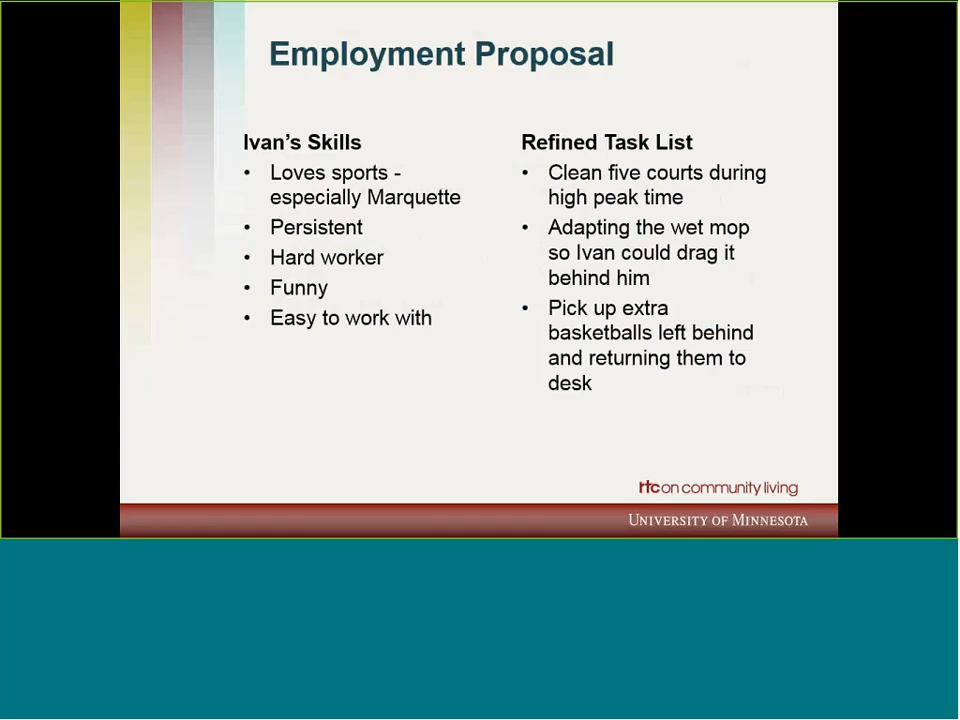 Employment Proposal
Ivan's Skills
• Loves sports -
especially Marquette
• Persistent
• Hard worker
• Funny
• Easy to work with
Refined Task List
• Clean five courts during
high peak time
• Adapting the wet mop
so Ivan could drag it
behind him
• Pick up extra
basketballs left behind
and returning them to
desk
rtc on community living
UNIVERSITY OF MINNESOTA